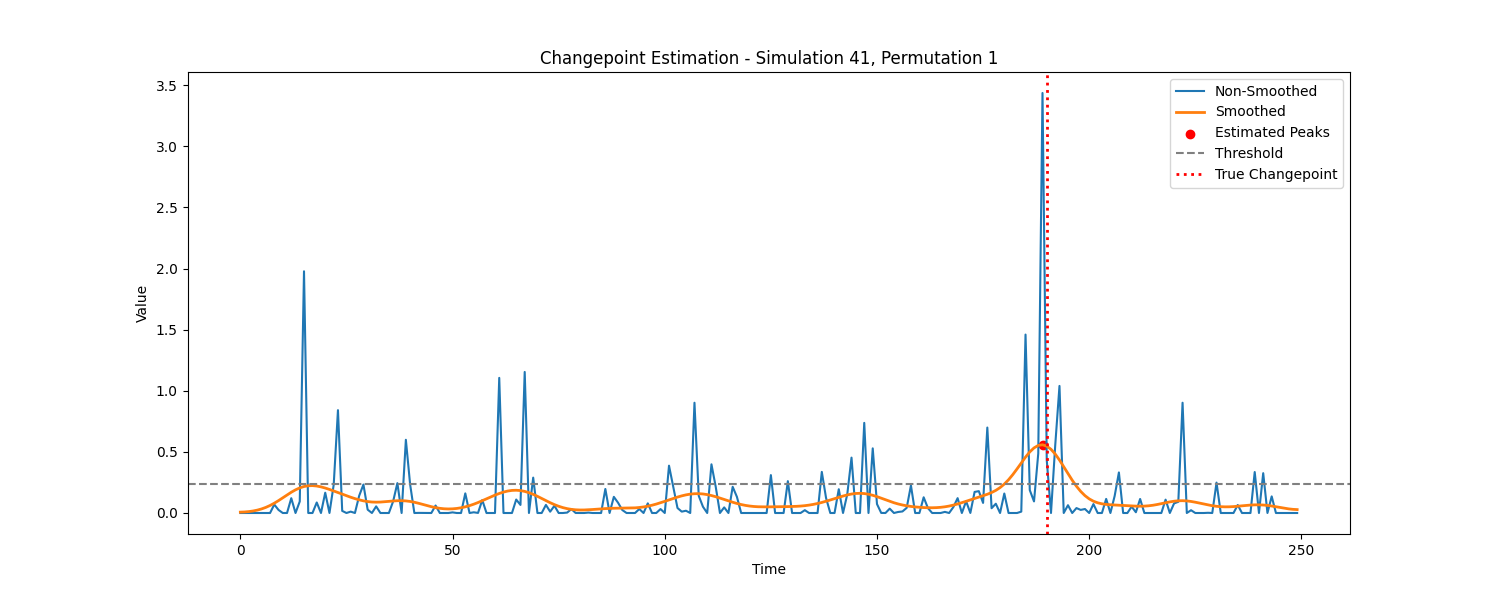 Changepoint Estimation - Simulation 41, Permutation 1
3.5
3.0
2.5
2.0
1.5
1.0
0.5
0.0
Value
0 50 100 150 200 250
Time
Non-Smoothed
Smoothed
Estimated Peaks
Threshold
True Changepoint